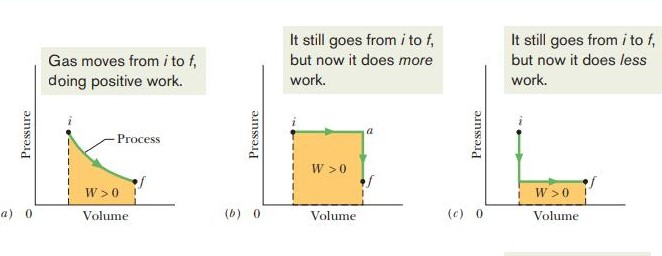 Gas moves from i to f,
doing positive work.
Pressure
i
Process
f
W > 0
a) 0
Volume
It still goes from i to f,
but now it does more
work.
Pressure
i
a
W > 0
f
(b) 0
Volume
It still goes from i to f,
but now it does less
work.
Pressure
i
W > 0
f
(c) 0
Volume